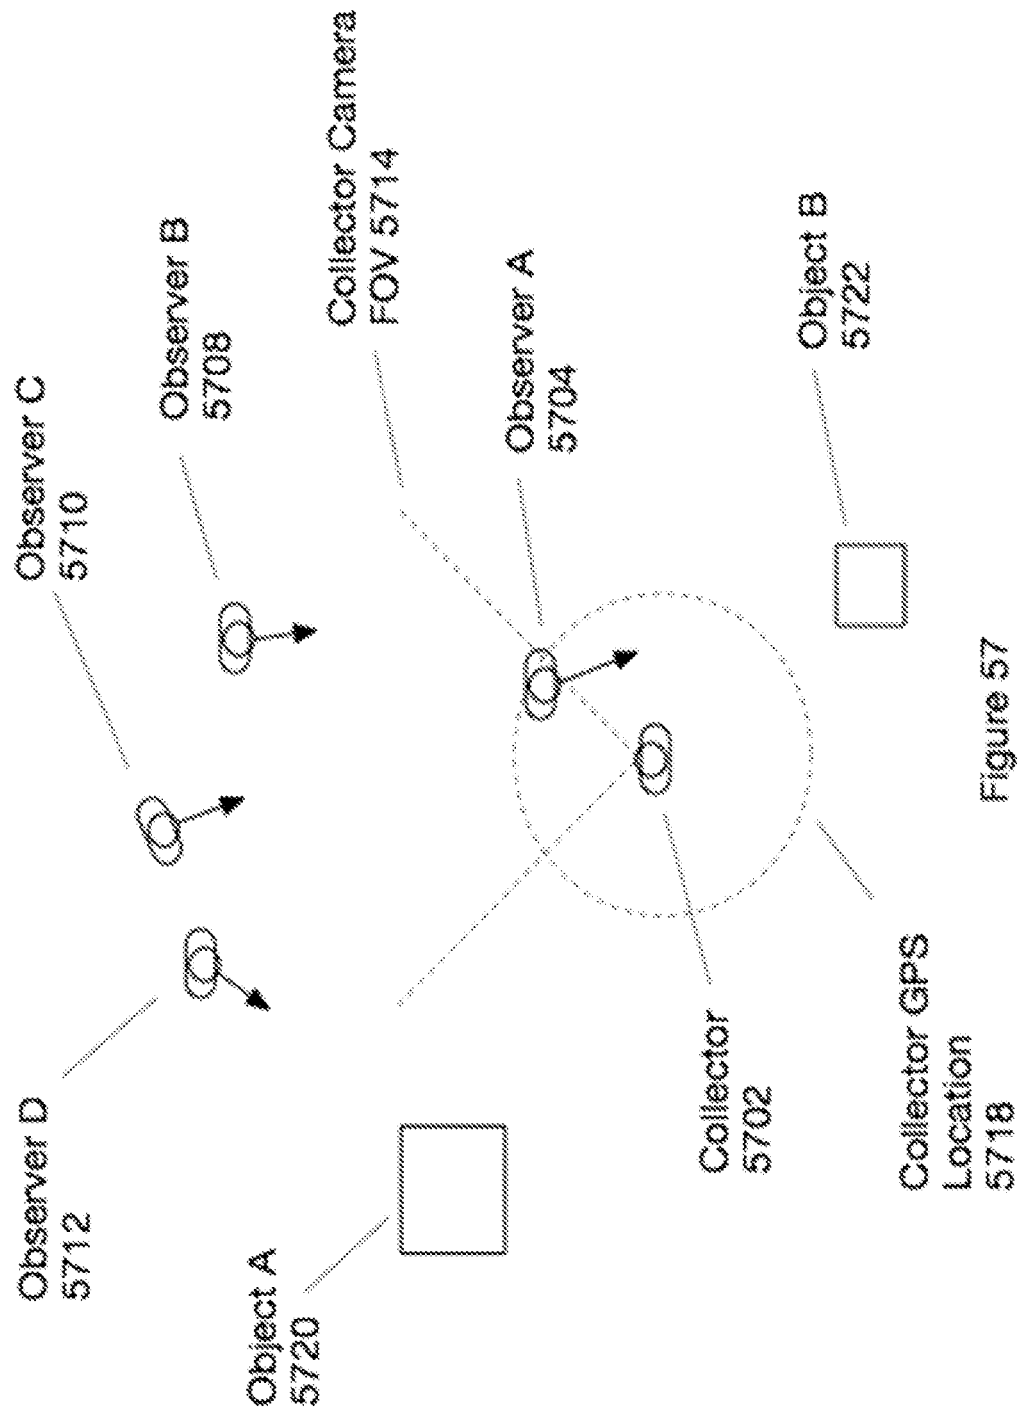 Observer D
5712
Observer C
5710
Observer B
5708
Object A
5720
Collector Camera
FOV 5714
Observer A
5704
Collector
5702
Object B
5722
Collector GPS
Location
5718
Figure 57